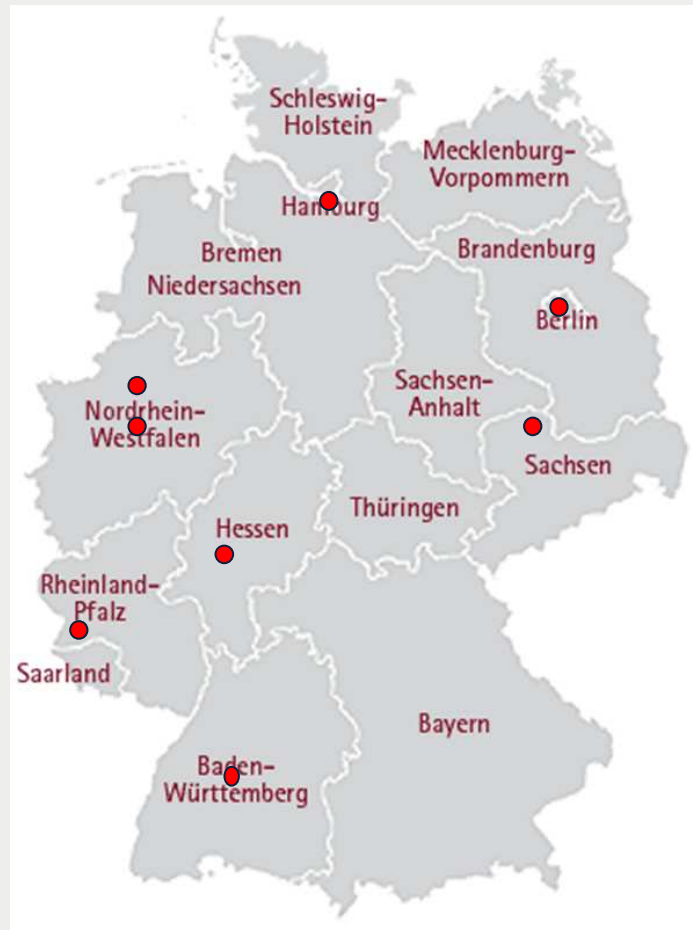 Schleswig-
Holstein
Mecklenburg-
Vorpommern
Hamburg
Brandenburg
Bremen
Niedersachsen
Berlin
Sachsen-
Anhalt
Nordrhein-
Westfalen
Sachsen
Thüringen
Hessen
Rheinland-
Pfalz
Saarland
Bayern
Baden-
Württemberg